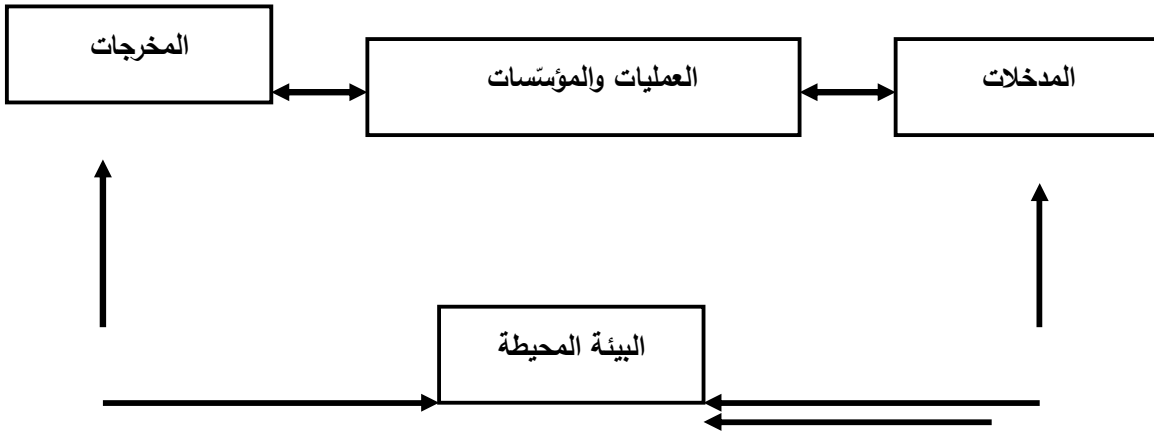 المدخلات
العمليات والمؤسّسات
المخرجات
البيئة المحيطة